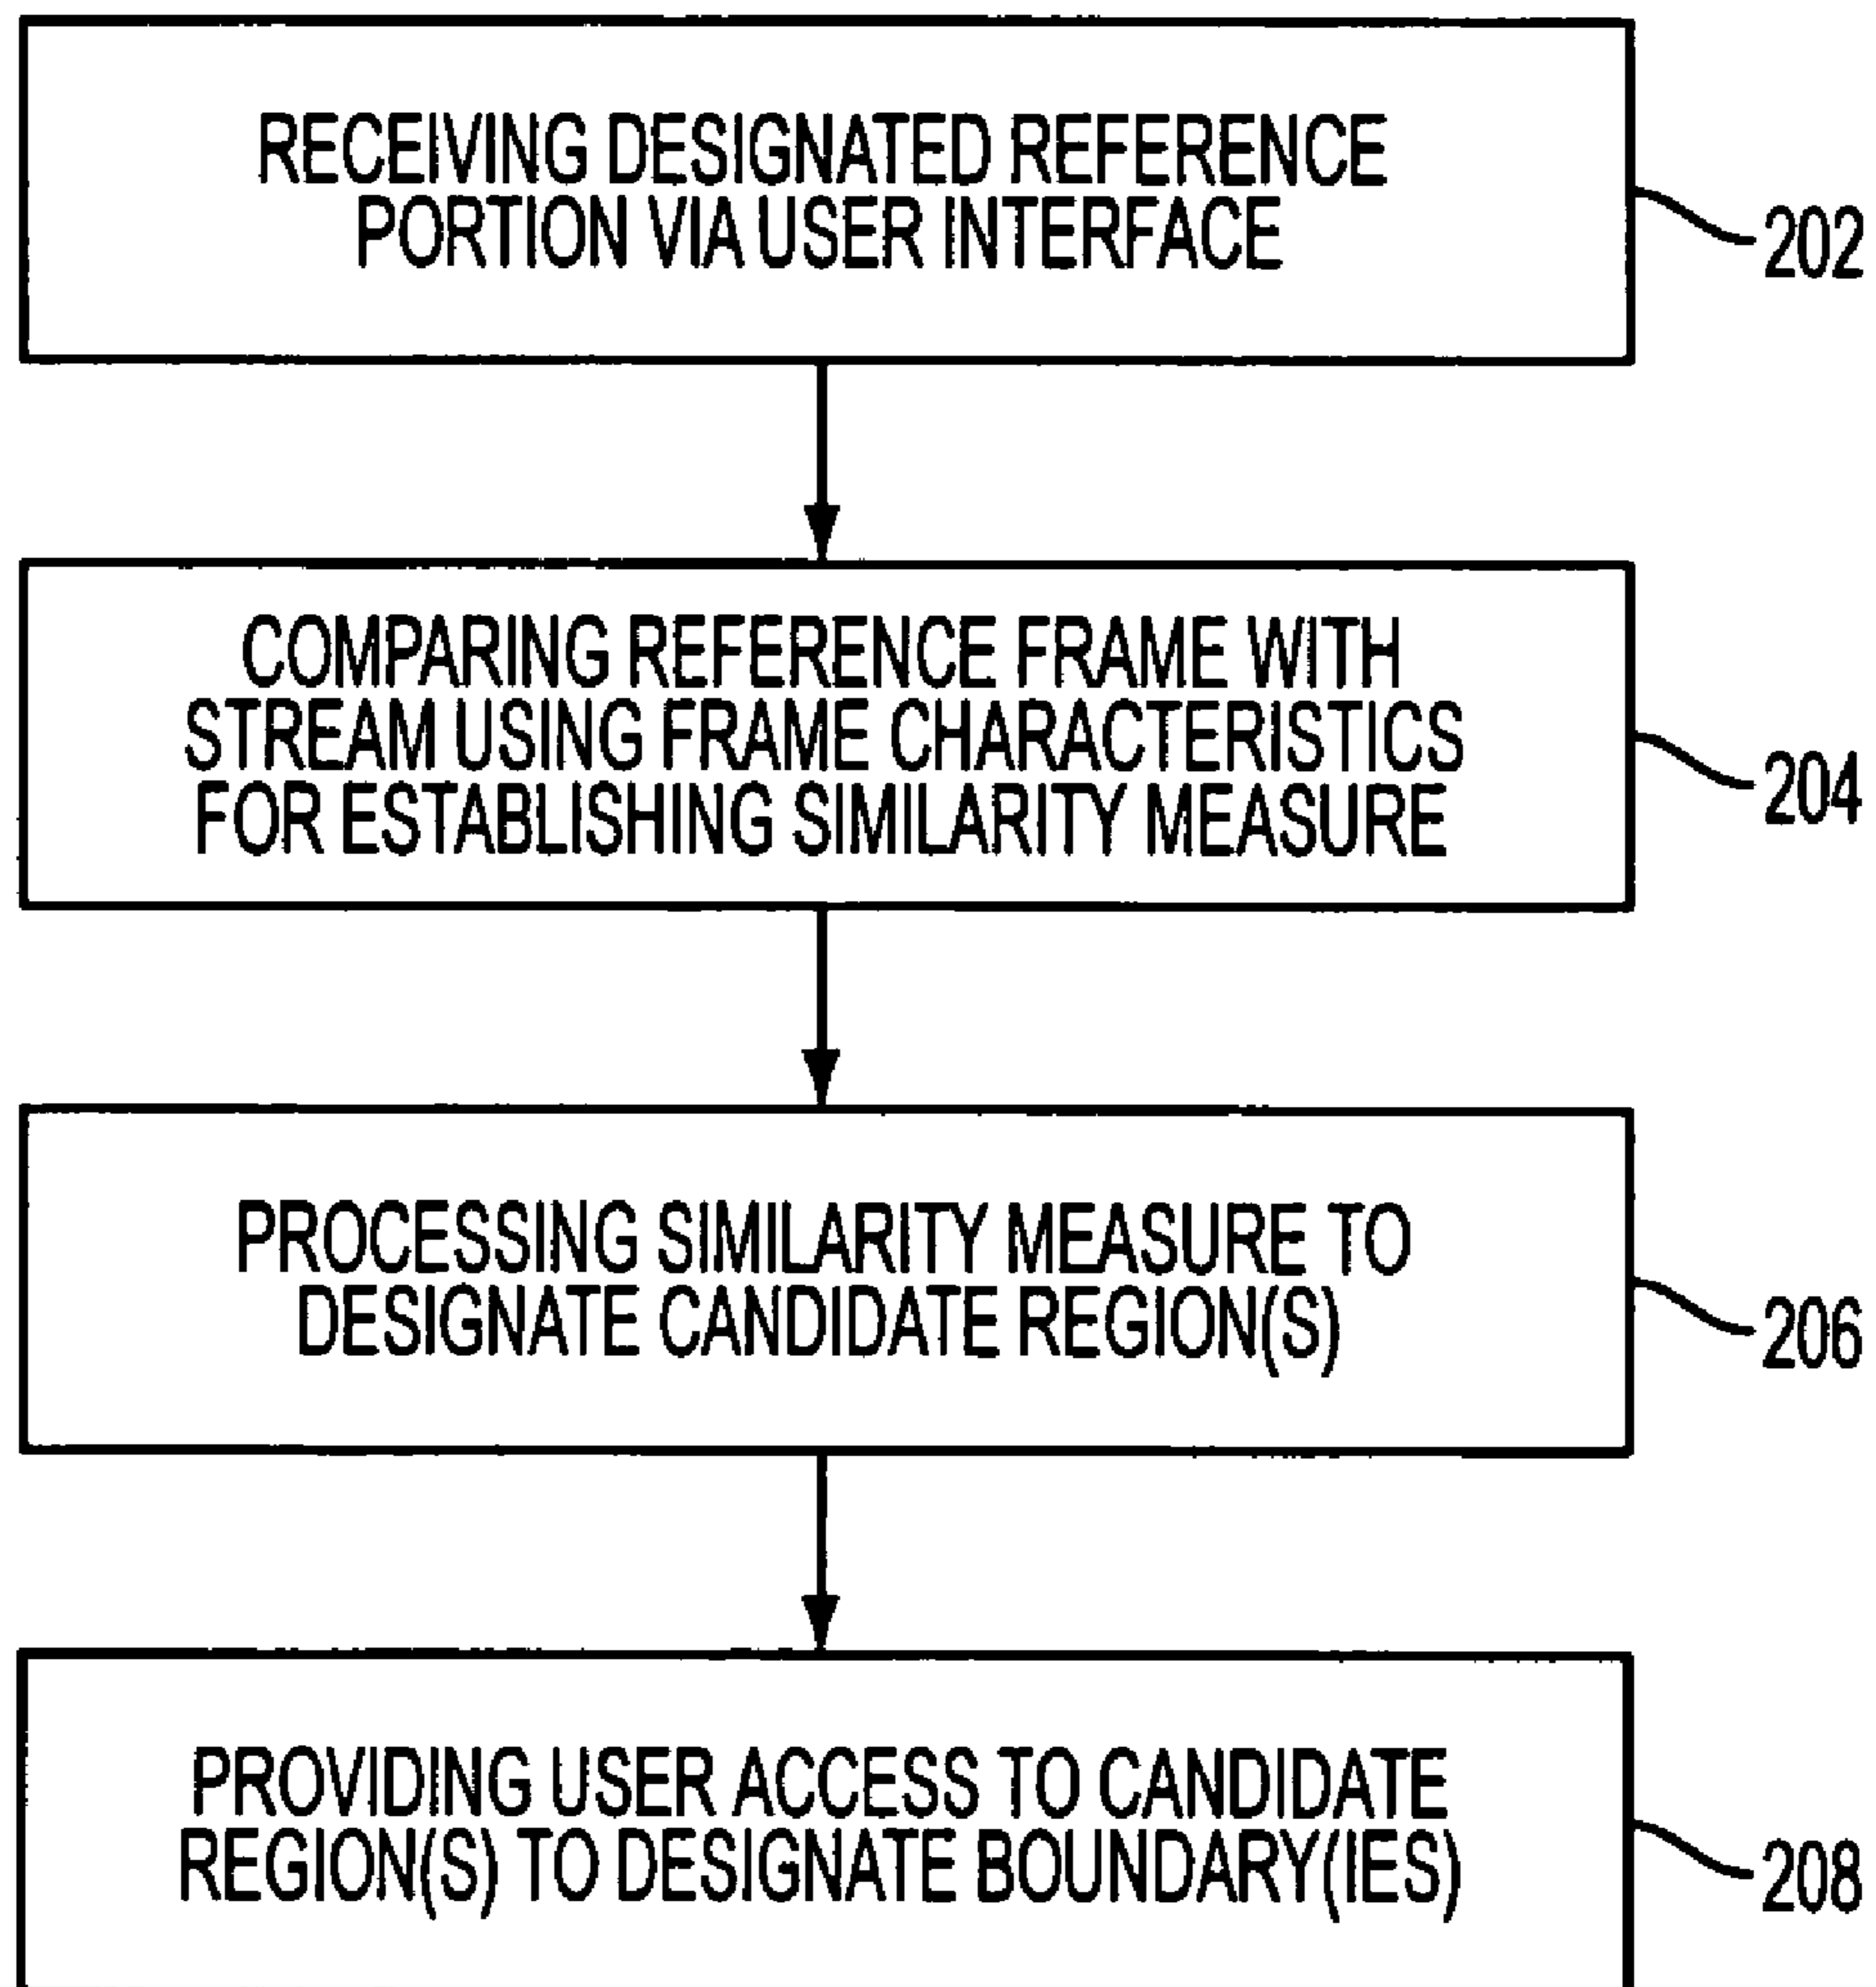 RECEIVING DESIGNATED REFERENCE
PORTION VIA USER INTERFACE
202
COMPARING REFERENCE FRAME WITH
STREAM USING FRAME CHARACTERISTICS
FOR ESTABLISHING SIMILARITY MEASURE
204
PROCESSING SIMILARITY MEASURE TO
DESIGNATE CANDIDATE REGION(S)
206
PROVIDING USER ACCESS TO CANDIDATE
REGION(S) TO DESIGNATE BOUNDARY(IES)
208